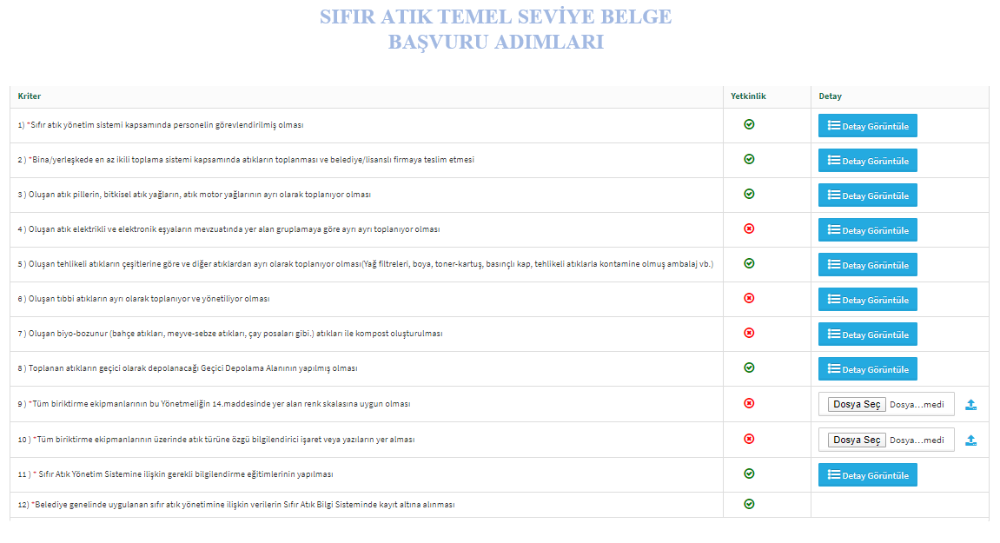 SIFIR ATIK TEMEL SEVİYE BELGE
BAŞVURU ADIMLARI
Kriter Yetkinlik Detay
1) *Sıfır atık yönetim sistemi kapsamında personelin görevlendirilmiş olması Detay Görüntüle
2 ) *Bina/yerleşkede en az ikili toplama sistemi kapsamında atıkların toplanması ve belediye/lisanslı firmaya teslim etmesi Detay Görüntüle
3 ) Oluşan atık pillerin, bitkisel atık yağların, atık motor yağlarının ayrı olarak toplanıyor olması Detay Görüntüle
4 ) Oluşan atık elektrikli ve elektronik eşyaların mevzuatında yer alan gruplamaya göre ayrı ayrı toplanıyor olması Detay Görüntüle
5 ) Oluşan tehlikeli atıkların çeşitlerine göre ve diğer atıklardan ayrı olarak toplanıyor olması(Yağ filtreleri, boya, toner-kartuş, basınçlı kap, tehlikeli atıklarla kontamine olmuş ambalaj vb.) Detay Görüntüle
6 ) Oluşan tıbbi atıkların ayrı olarak toplanıyor ve yönetiliyor olması Detay Görüntüle
7 ) Oluşan biyo-bozunur (bahçe atıkları, meyve-sebze atıkları, çay posaları gibi.) atıkları ile kompost oluşturulması Detay Görüntüle
8 ) Toplanan atıkların geçici olarak depolanacağı Geçici Depolama Alanının yapılmış olması Detay Görüntüle
9 ) *Tüm biriktirme ekipmanlarının bu Yönetmeliğin 14.maddesinde yer alan renk skalasına uygun olması Dosya Seç Dosya...medi
10 ) *Tüm biriktirme ekipmanlarının üzerinde atık türüne özgü bilgilendirici işaret veya yazıların yer alması Dosya Seç Dosya...medi
11 ) * Sıfır Atık Yönetim Sistemine ilişkin gerekli bilgilendirme eğitimlerinin yapılması Detay Görüntüle
12) *Belediye genelinde uygulanan sıfır atık yönetimine ilişkin verilerin Sıfır Atık Bilgi Sisteminde kayıt altına alınması